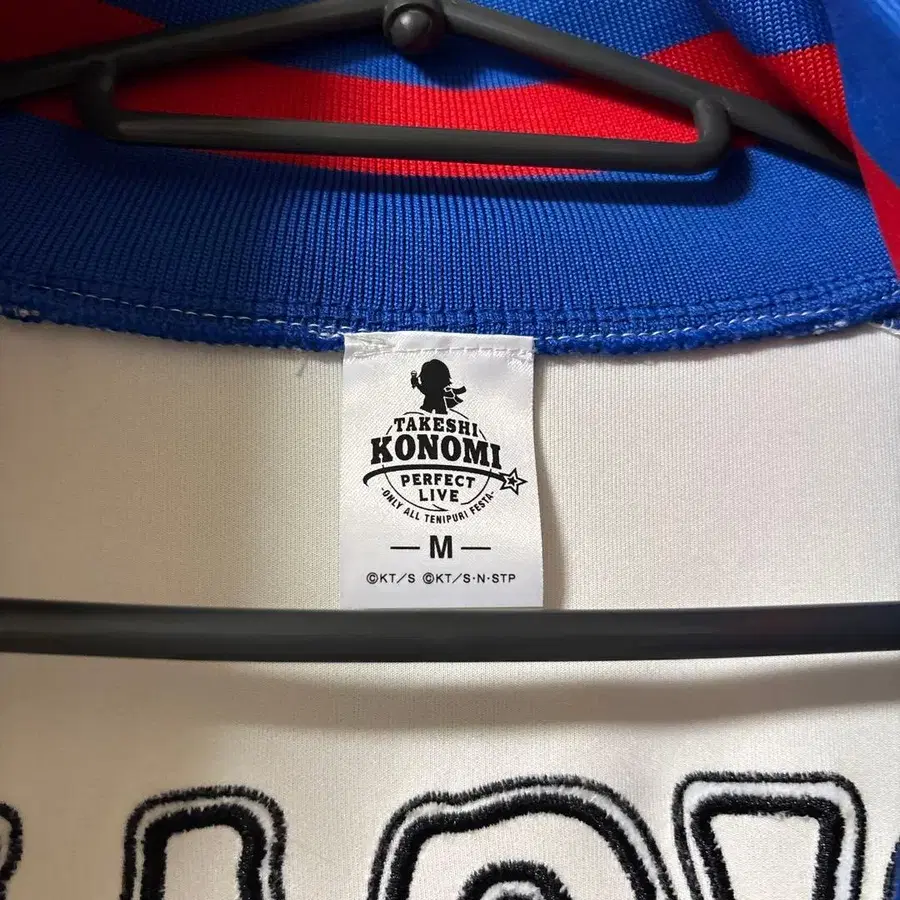 TAKESHI
KONOMI
PERFECT
LIVE
-ONLY ALL TENIPURI FESTA-
— M —
©KT/S ©KT/S·N·STP